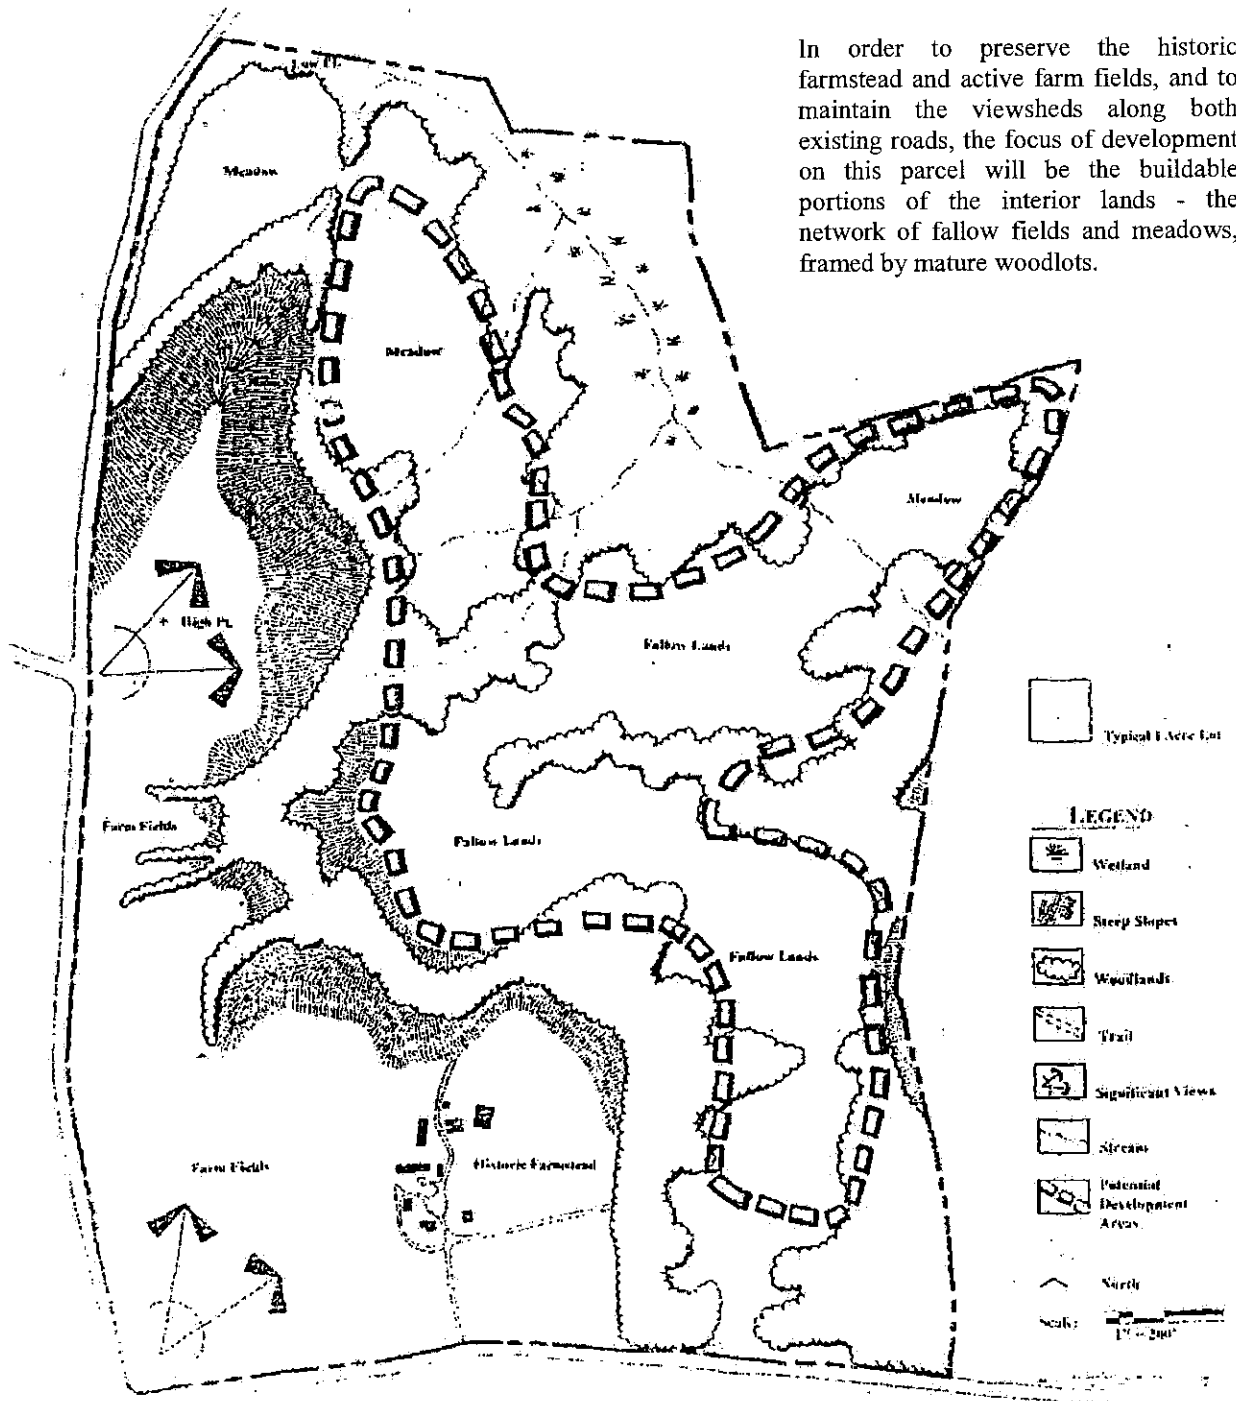 In order to preserve the historic
farmstead and active farm fields, and to
maintain the viewsheds along both
existing roads, the focus of development
on this parcel will be the buildable
portions of the interior lands - the
network of fallow fields and meadows,
framed by mature woodlots.
Low Pt.
Meadow
Meadow
Meadow
+ High Pt.
Fallow Lands
Typical 1 Acre Lot
Farm Fields
Fallow Lands
LEGEND
Wetland
Steep Slopes
Fallow Lands
Woodlands
Trail
Significant Views
Farm Fields
Historic Farmstead
Stream
Potential
Development
Areas
North
Scale:
1" = 200'